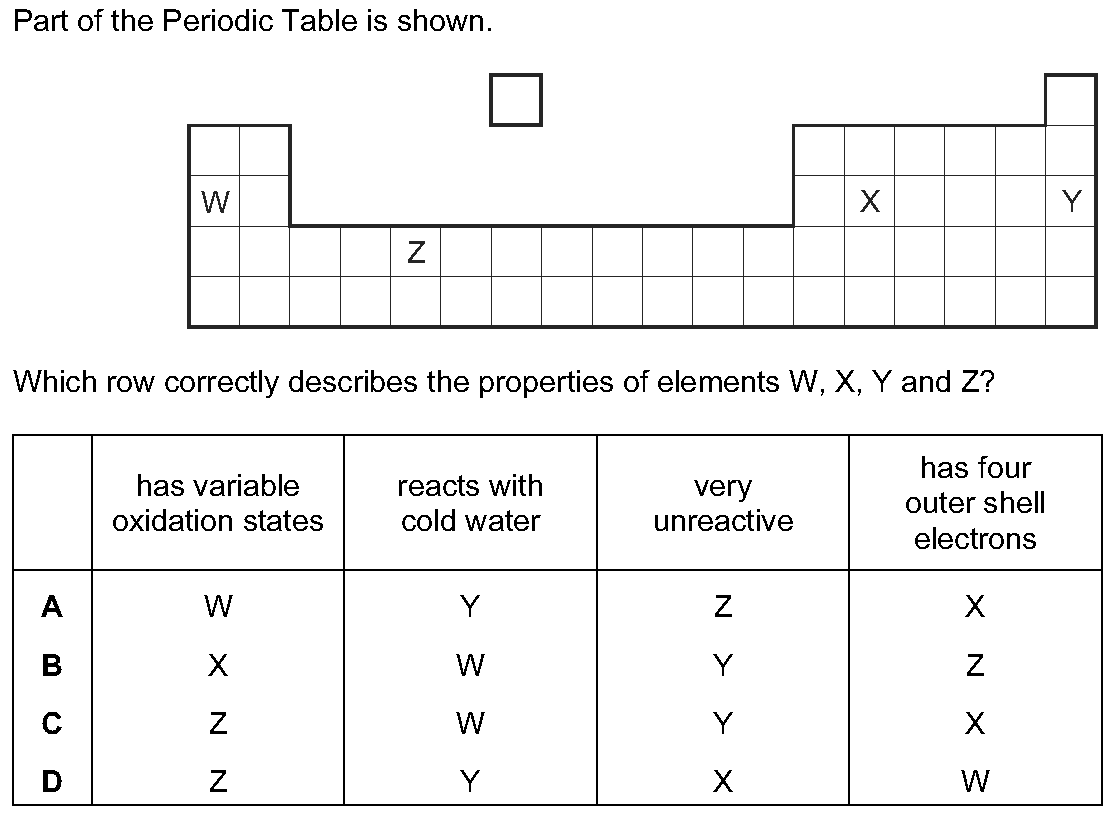 Part of the Periodic Table is shown.
W X Y
Z
Which row correctly describes the properties of elements W, X, Y and Z?
has variable oxidation states
reacts with cold water
very unreactive
has four outer shell electrons
A W Y Z X
B X W Y Z
C Z W Y X
D Z Y X W